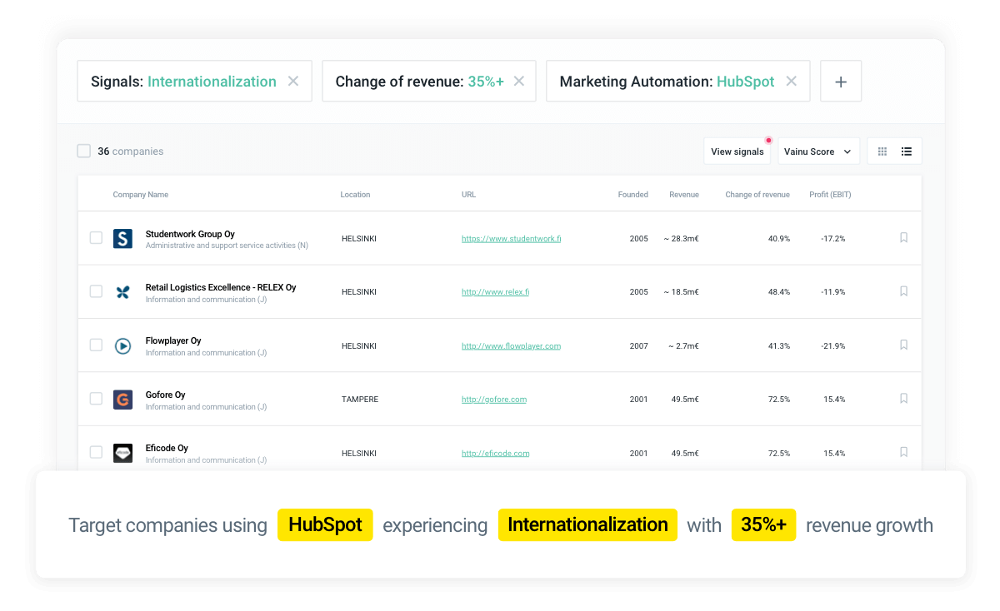 Signals: Internationalization
Change of revenue: 35%+
Marketing Automation: HubSpot
+
36 companies
View signals
Vainu Score
Company Name Location URL Founded Revenue Change of revenue Profit (EBIT)
S
Studentwork Group Oy
Administrative and support service activities (N)
HELSINKI https://www.studentwork.fi 2005 ~ 28.3m€ 40.9% -17.2%
Retail Logistics Excellence - RELEX Oy
Information and communication (J)
HELSINKI http://www.relex.fi 2005 ~ 18.5m€ 48.4% -11.9%
Flowplayer Oy
Information and communication (J)
HELSINKI http://www.flowplayer.com 2007 ~ 2.7m€ 41.3% -21.9%
G
Gofore Oy
Information and communication (J)
TAMPERE http://gofore.com 2001 49.5m€ 72.5% 15.4%
Eficode Oy
Information and communication (J)
HELSINKI http://eficode.com 2001 49.5m€ 72.5% 15.4%
Target companies using HubSpot experiencing Internationalization with 35%+ revenue growth